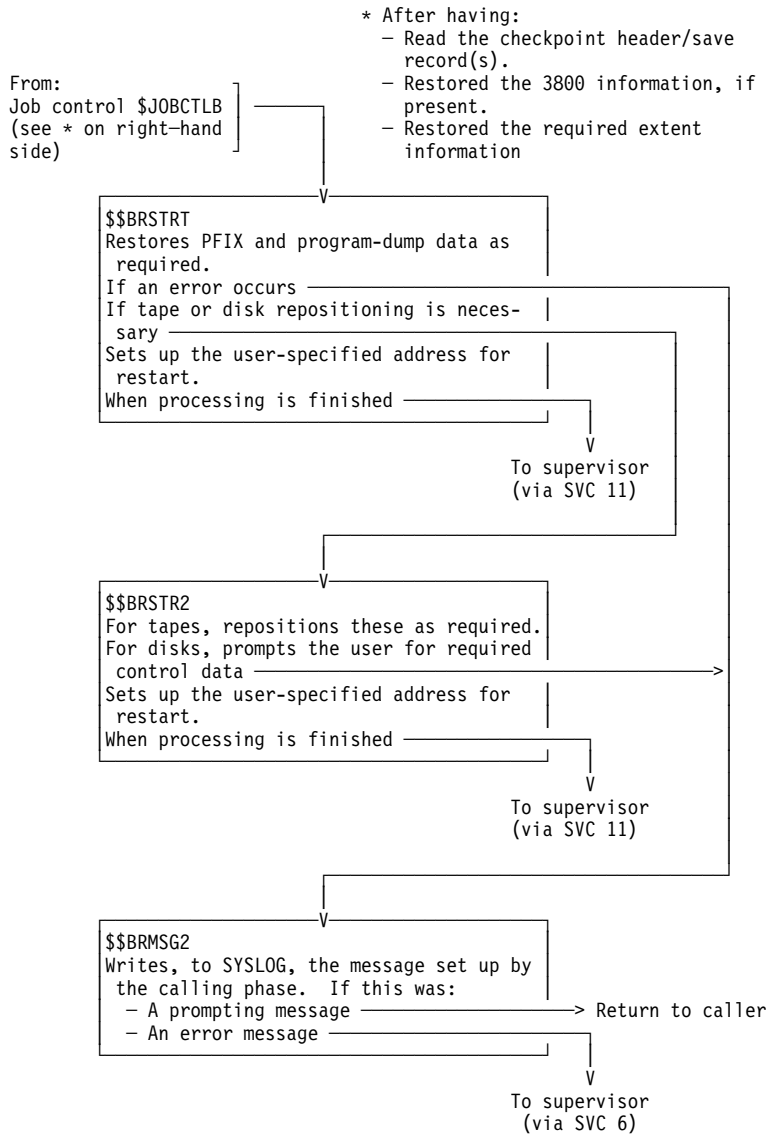 * After having:
— Read the checkpoint header/save
record(s).
— Restored the 3800 information, if
present.
— Restored the required extent
information
From:
Job control $JOBCTLB
(see * on right—hand
side)
V
$$BRSTRT
Restores PFIX and program-dump data as
required.
If an error occurs
If tape or disk repositioning is neces-
sary
Sets up the user-specified address for
restart.
When processing is finished
V
To supervisor
(via SVC 11)
V
$$BRSTR2
For tapes, repositions these as required.
For disks, prompts the user for required
control data >
Sets up the user-specified address for
restart.
When processing is finished
V
To supervisor
(via SVC 11)
V
$$BRMSG2
Writes, to SYSLOG, the message set up by
the calling phase. If this was:
— A prompting message > Return to caller
— An error message
V
To supervisor
(via SVC 6)